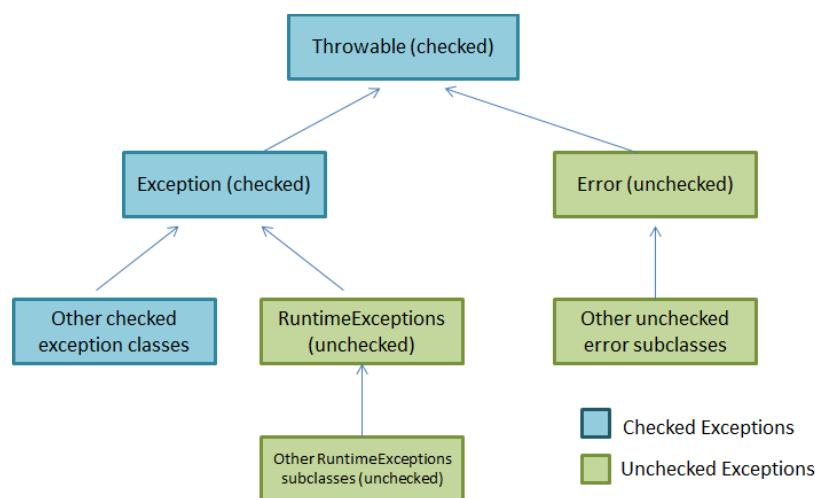 Throwable (checked)
Exception (checked)
Error (unchecked)
Other checked
exception classes
RuntimeExceptions
(unchecked)
Other unchecked
error subclasses
Other RuntimeExceptions
subclasses (unchecked)
Checked Exceptions
Unchecked Exceptions